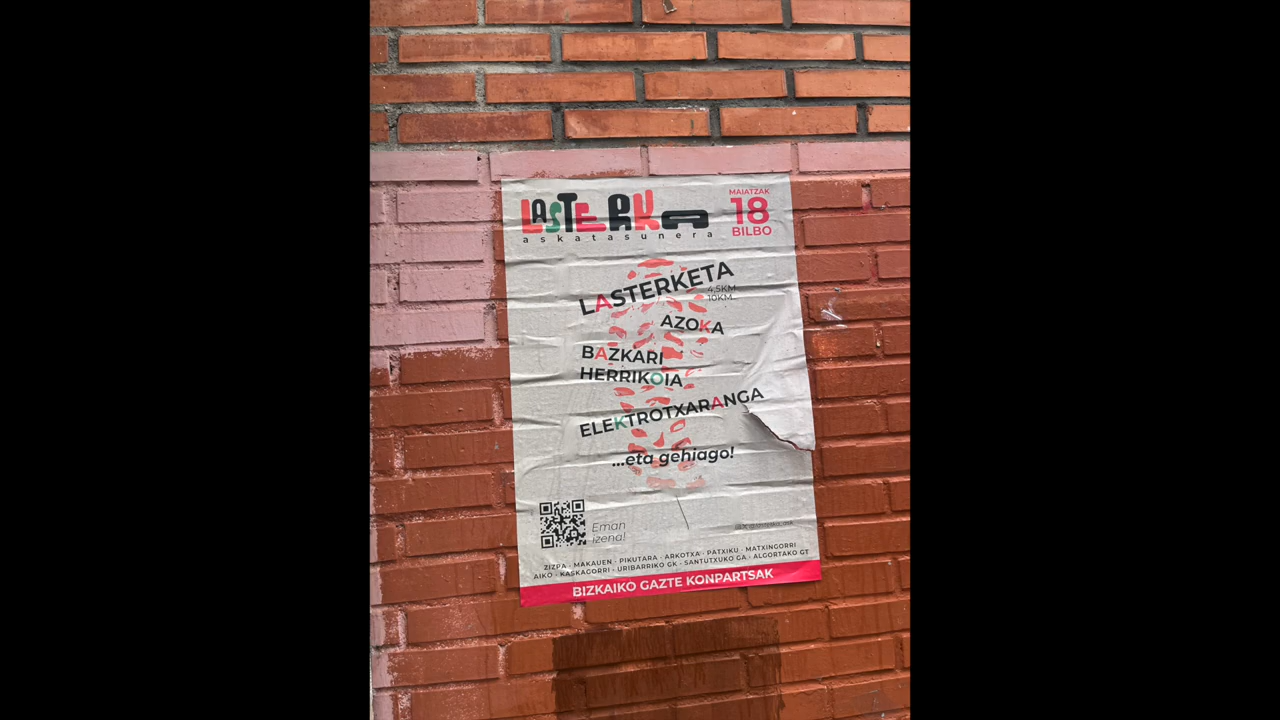 LASTERKA
askatasunera
MAIATZAK
18
BILBO
LASTERKETA
4,5KM
10KM
AZOKA
BAZKARI
HERRIKOIA
ELEKTROTXARANGA
...eta gehiago!
Eman
izena!
ZIZPA · MAKAUEN · PIKUTARA · ARKOTXA · PATXIKU · MATXINGORRI
AIKO · KASKAGORRI · URIBARRIKO GK · SANTUTXUKO GA · ALGORTAKO GT
BIZKAIKO GAZTE KONPARTSAK